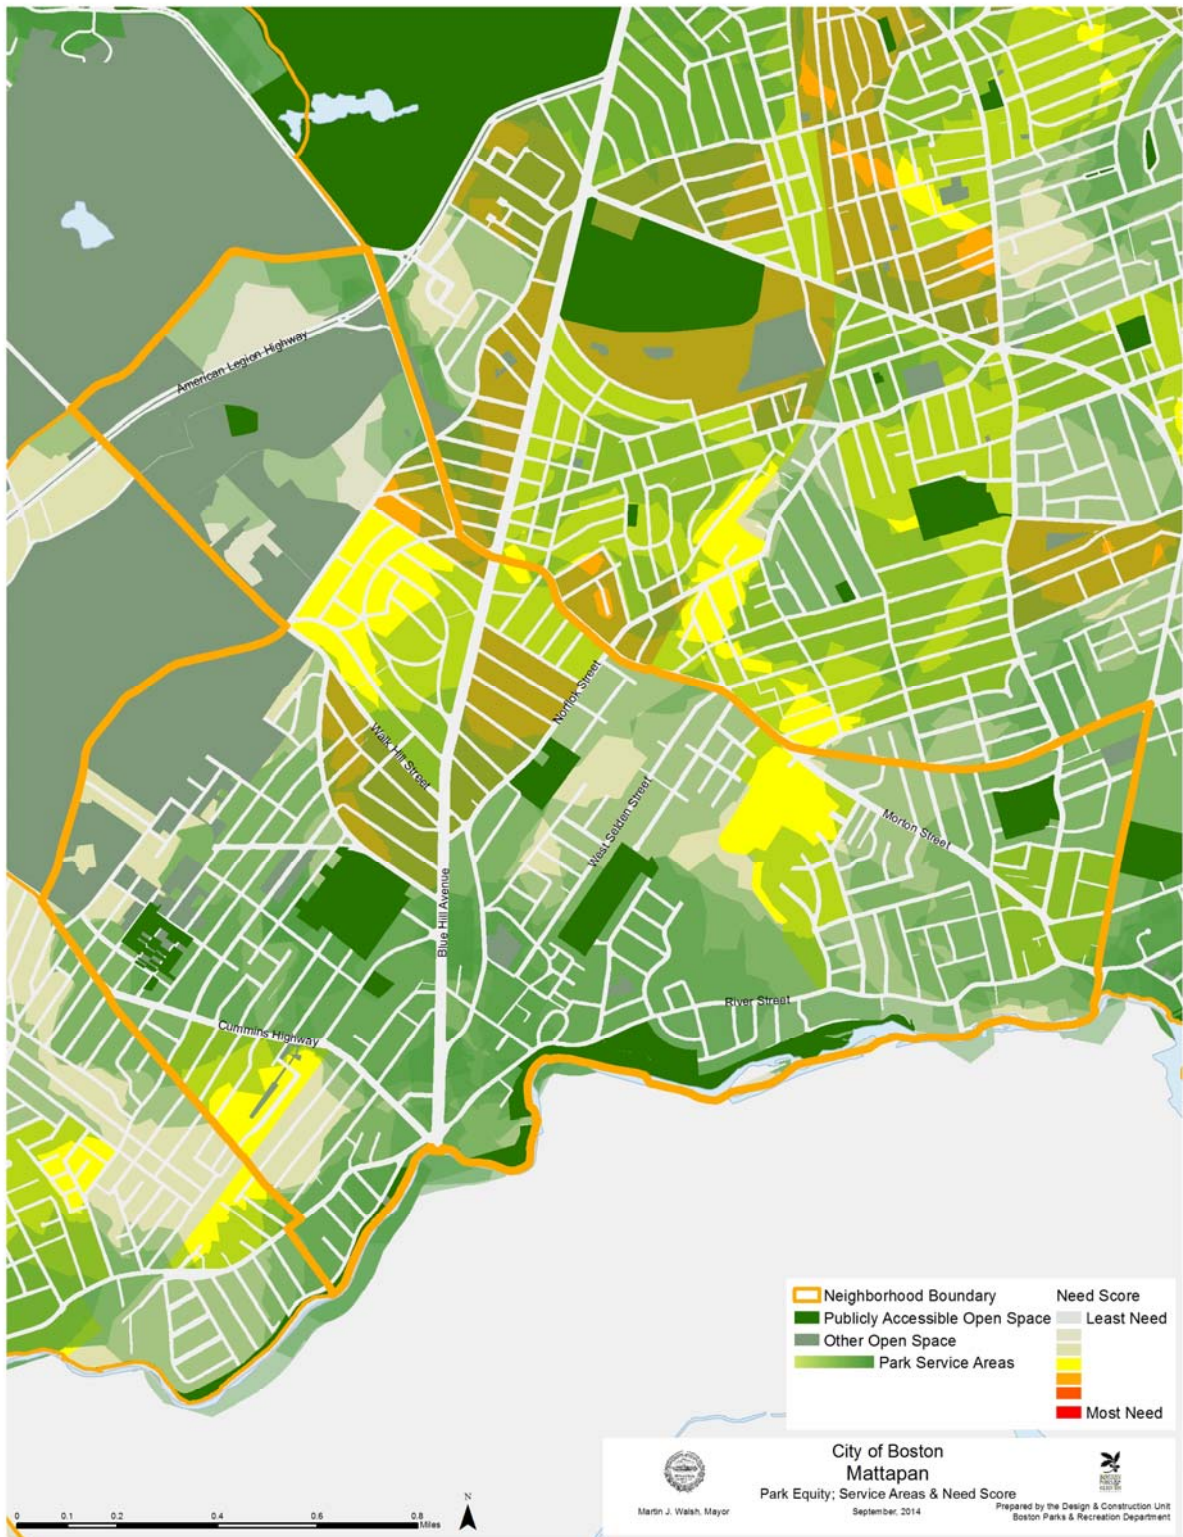 American Legion Highway
Norfolk Street
Walk Hill Street
West Selden Street
Morton Street
Blue Hill Avenue
River Street
Cummins Highway
Neighborhood Boundary
Publicly Accessible Open Space
Other Open Space
Park Service Areas
Need Score
Least Need
Most Need
City of Boston
Mattapan
Park Equity; Service Areas & Need Score
September, 2014
Martin J. Walsh, Mayor
Prepared by the Design & Construction Unit
Boston Parks & Recreation Department
0 0.1 0.2 0.4 0.6 0.8
Miles
N